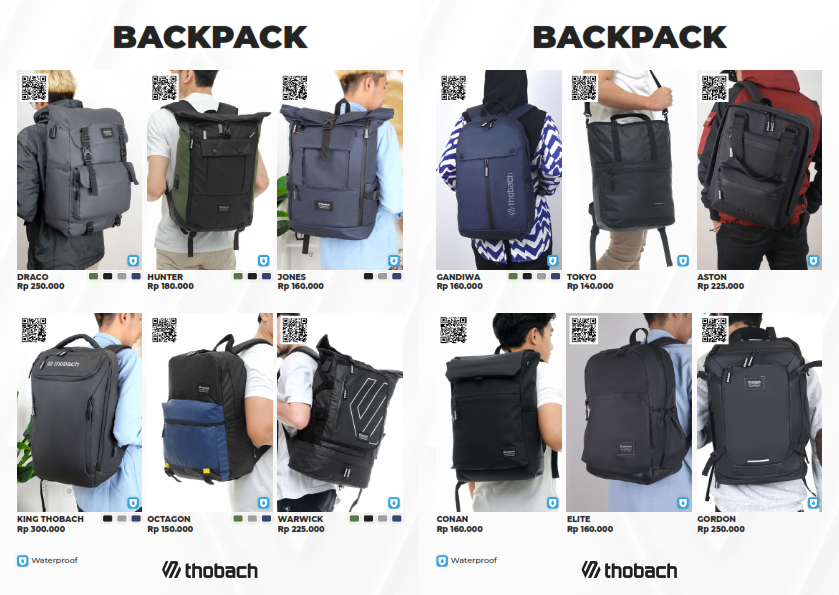 BACKPACK
DRACO
Rp 250.000
HUNTER
Rp 180.000
JONES
Rp 160.000
thobach
KING THOBACH
Rp 300.000
OCTAGON
Rp 150.000
WARWICK
Rp 225.000
Waterproof
thobach
BACKPACK
thobach
GANDIWA
Rp 160.000
TOKYO
Rp 140.000
ASTON
Rp 225.000
CONAN
Rp 160.000
ELITE
Rp 160.000
GORDON
Rp 250.000
Waterproof
thobach